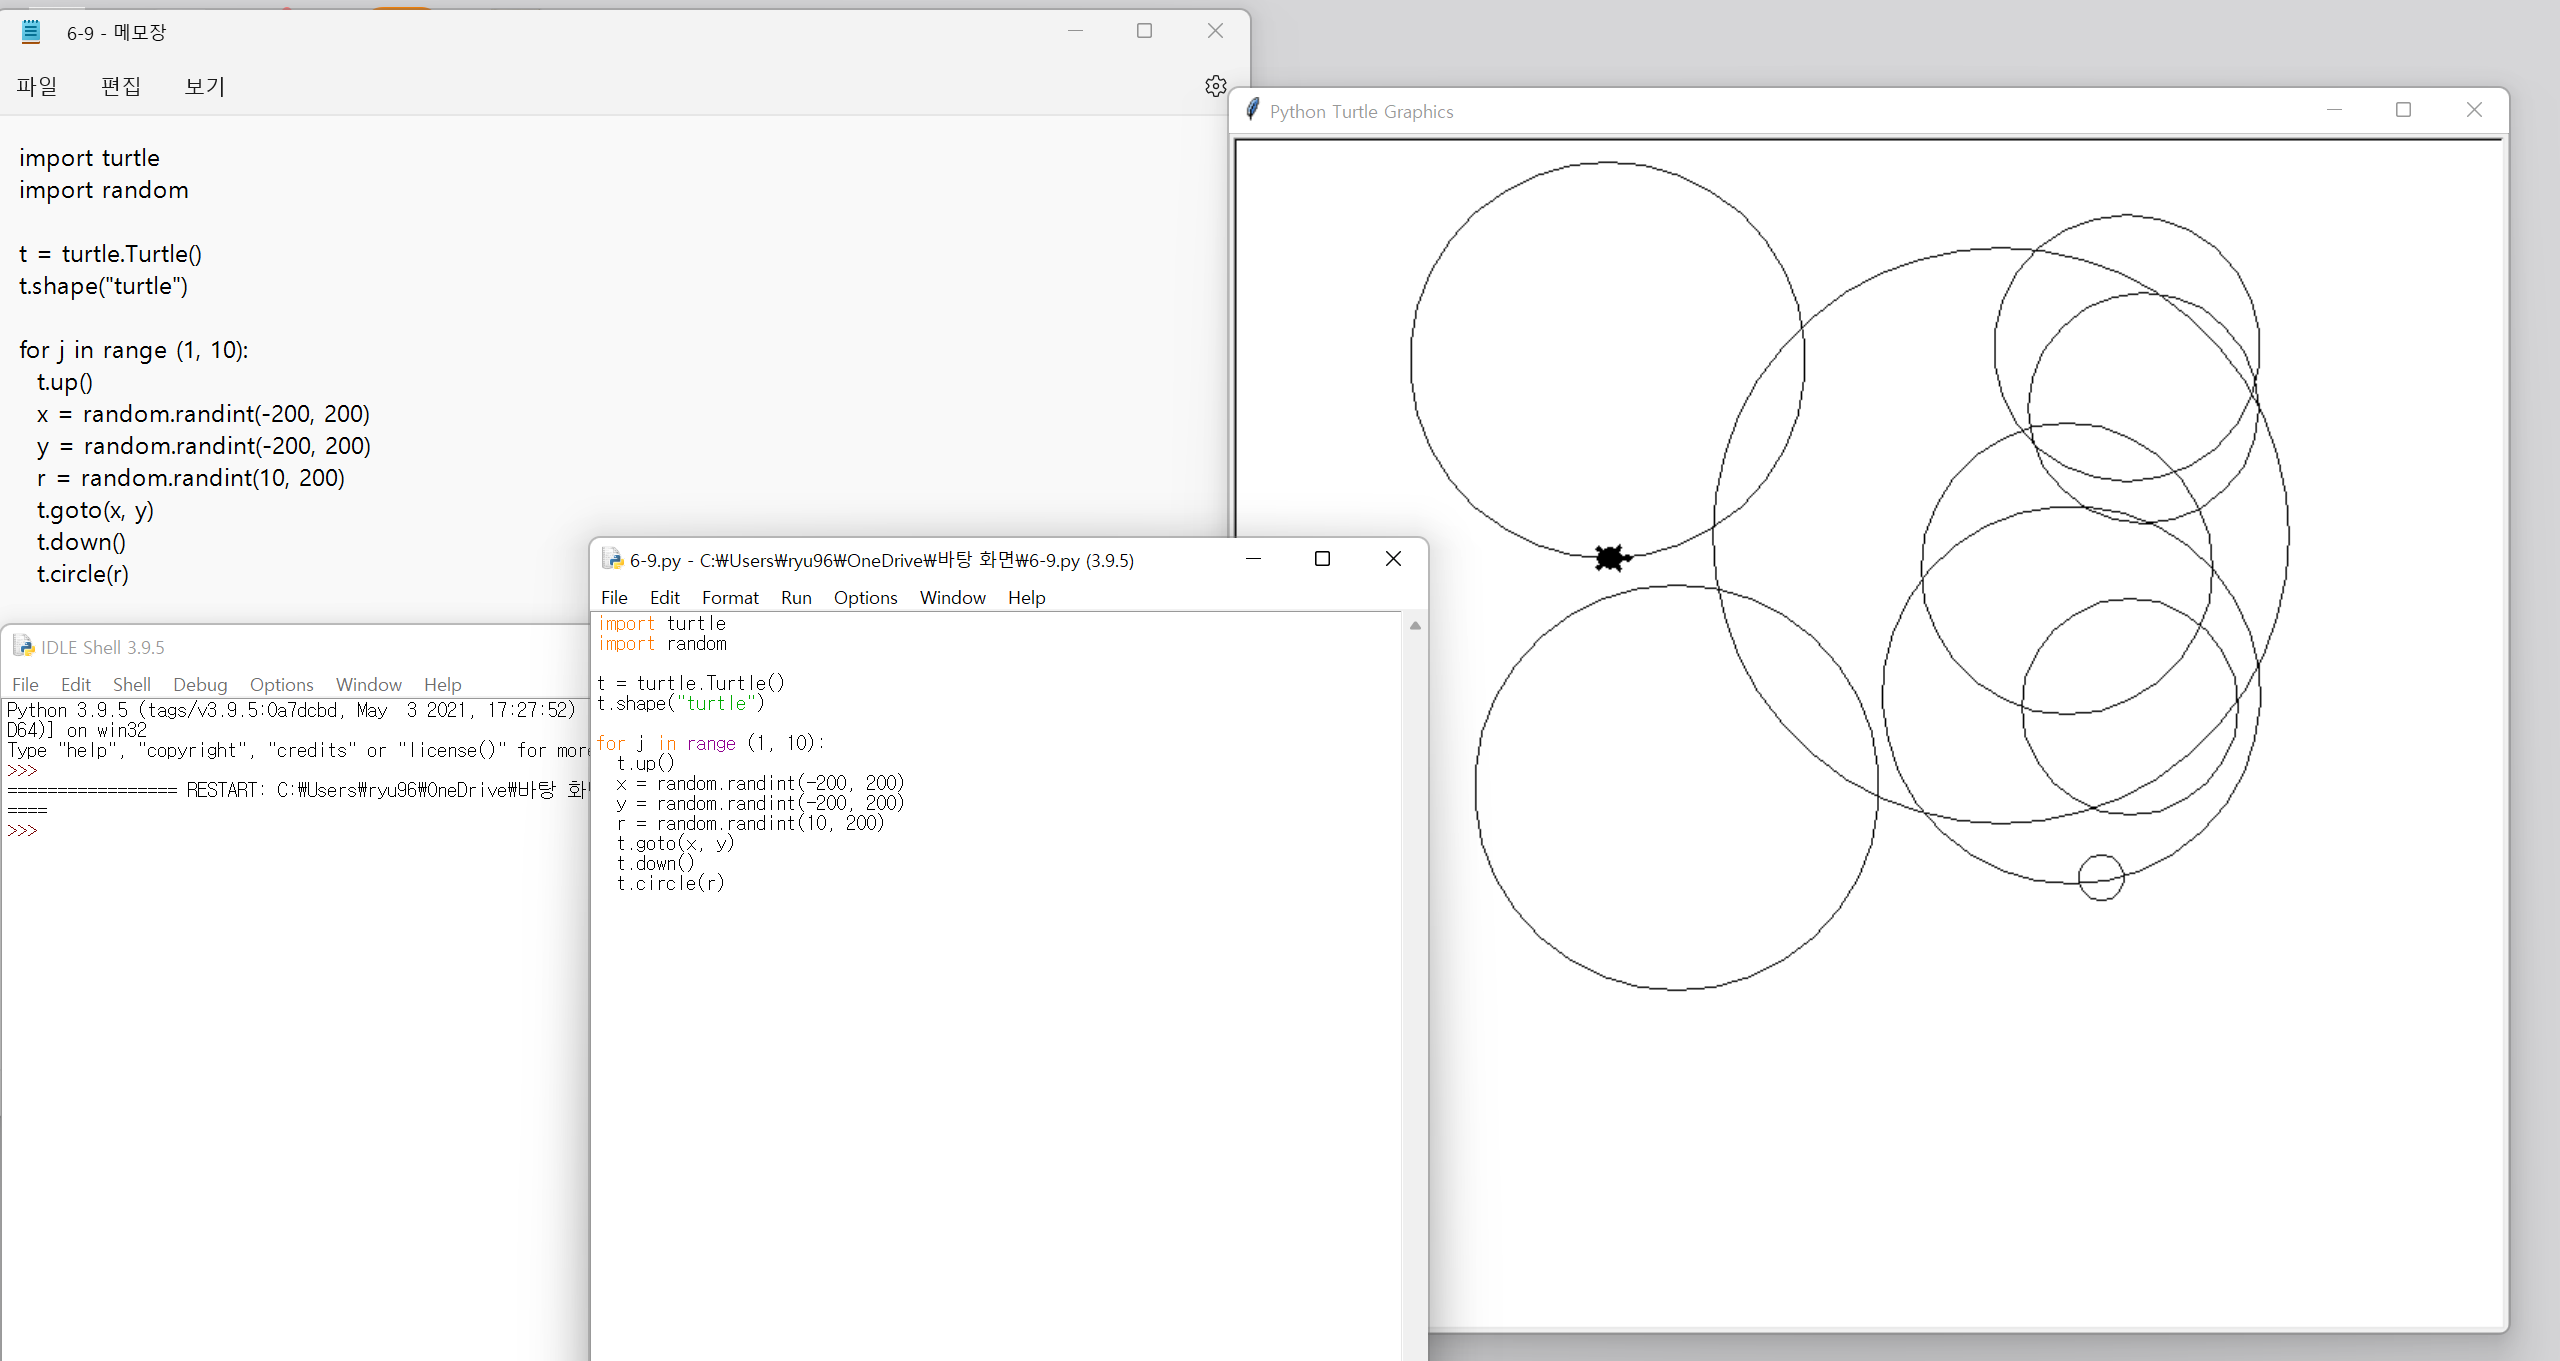 6-9 - 메모장
파일 편집 보기
import turtle
import random
t = turtle.Turtle()
t.shape("turtle")
for j in range (1, 10):
t.up()
x = random.randint(-200, 200)
y = random.randint(-200, 200)
r = random.randint(10, 200)
t.goto(x, y)
t.down()
t.circle(r)
Python Turtle Graphics
IDLE Shell 3.9.5
File Edit Shell Debug Options Window Help
Python 3.9.5 (tags/v3.9.5:0a7dcbd, May  3 2021, 17:27:52)
D64)] on win32
Type "help", "copyright", "credits" or "license()" for more
>>>
================= RESTART: C:₩Users₩ryu96₩OneDrive₩바탕
====
>>>
6-9.py - C:₩Users₩ryu96₩OneDrive₩바탕 화면₩6-9.py (3.9.5)
File Edit Format Run Options Window Help
import turtle
import random
t = turtle.Turtle()
t.shape("turtle")
for j in range (1, 10):
t.up()
x = random.randint(-200, 200)
y = random.randint(-200, 200)
r = random.randint(10, 200)
t.goto(x, y)
t.down()
t.circle(r)